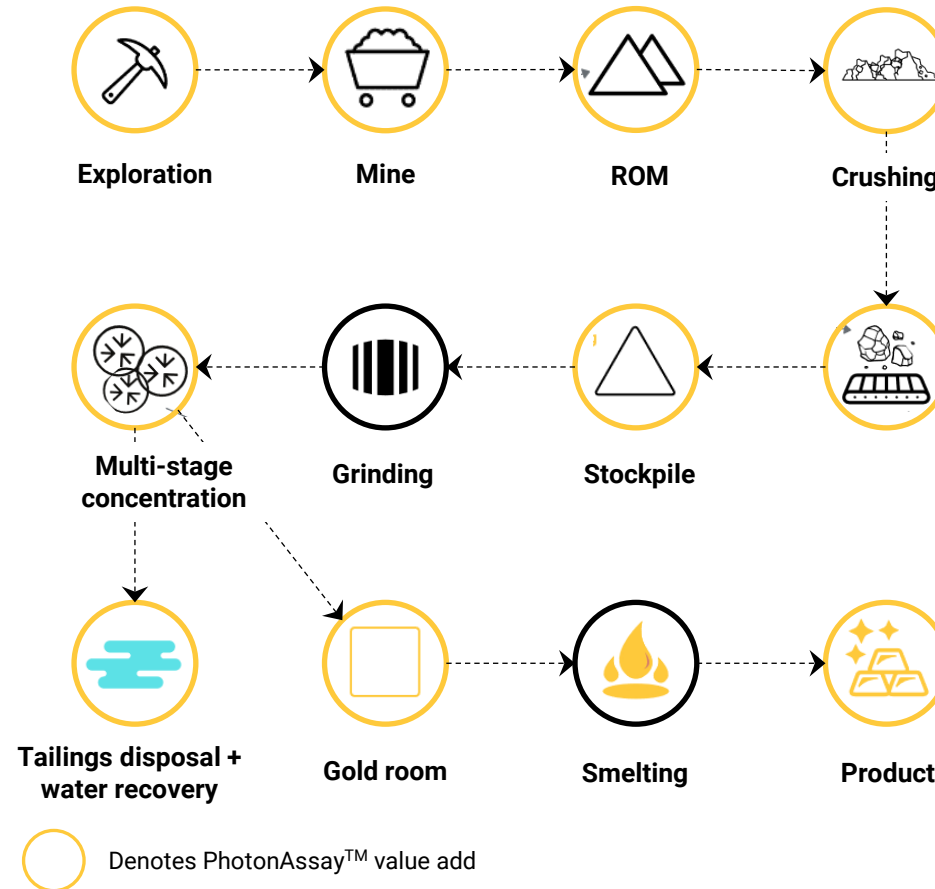 Exploration
Mine
ROM
Crushing
Multi-stage
concentration
Grinding
Stockpile
Tailings disposal +
water recovery
Gold room
Smelting
Product
Denotes PhotonAssay™ value add